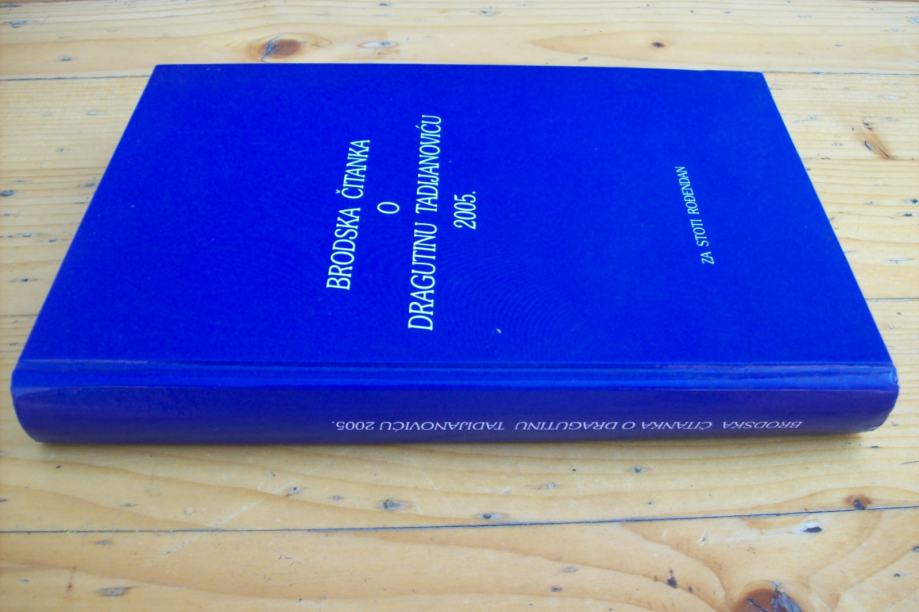 BRODSKA ČITANKA
O
DRAGUTINU TADIJANOVIĆU
2005.
ZA STOTI ROĐENDAN
BRODSKA ČITANKA O DRAGUTINU TADIJANOVIĆU 2005.